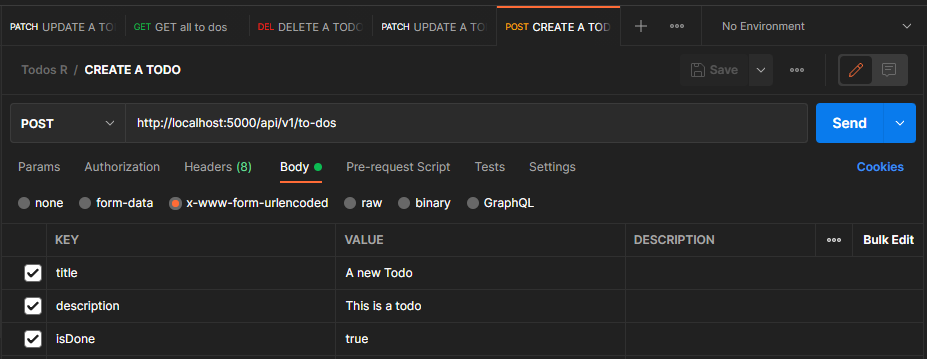 PATCH UPDATE A TO GET GET all to dos DEL DELETE A TODO PATCH UPDATE A TO POST CREATE A TOD No Environment
Todos R / CREATE A TODO Save
POST http://localhost:5000/api/v1/to-dos Send
Params Authorization Headers (8) Body Pre-request Script Tests Settings Cookies
none form-data x-www-form-urlencoded raw binary GraphQL
KEY VALUE DESCRIPTION Bulk Edit
title A new Todo
description This is a todo
isDone true